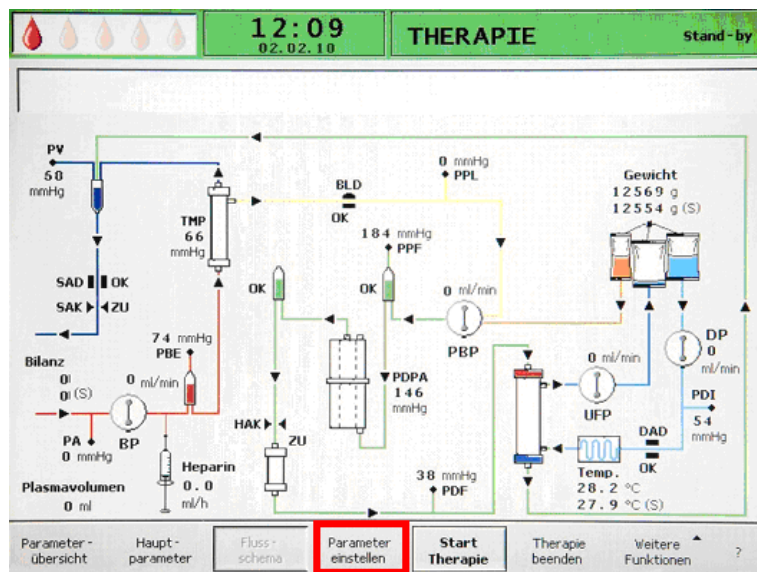 12:09
02.02.10
THERAPIE
Stand-by
PV
50
mmHg
TMP
66
mmHg
BLD
OK
0 mmHg
PPL
184 mmHg
PPF
Gewicht
12569 g
12554 g (S)
SAD OK
SAK ZU
OK
OK
0 ml/min
PBP
DP
0
ml/min
74 mmHg
PBE
Bilanz
0
0 (S)
0 ml/min
BP
PA
0 mmHg
PDPA
146
mmHg
0 ml/min
UFP
PDI
54
mmHg
HAK
ZU
DAD
OK
Heparin
0.0
ml/h
38 mmHg
PDF
Temp.
28.2 °C
27.9 °C (S)
Plasmavolumen
0 ml
Parameter-
übersicht
Haupt-
parameter
Fluss-
schema
Parameter
einstellen
Start
Therapie
Therapie
beenden
Weitere
Funktionen
?